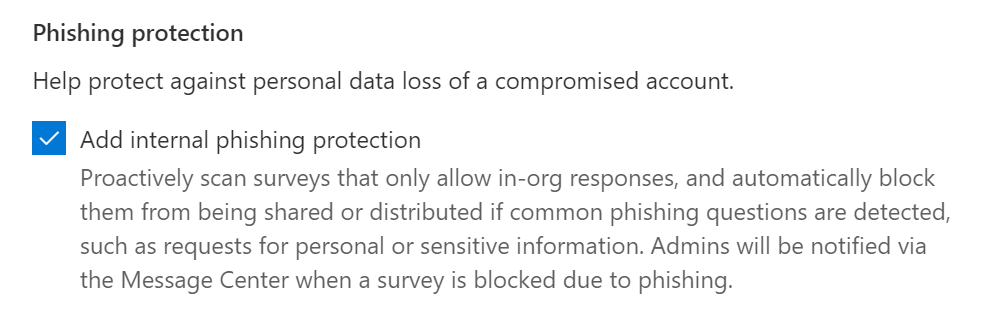 Phishing protection
Help protect against personal data loss of a compromised account.
Add internal phishing protection
Proactively scan surveys that only allow in-org responses, and automatically block
them from being shared or distributed if common phishing questions are detected,
such as requests for personal or sensitive information. Admins will be notified via
the Message Center when a survey is blocked due to phishing.